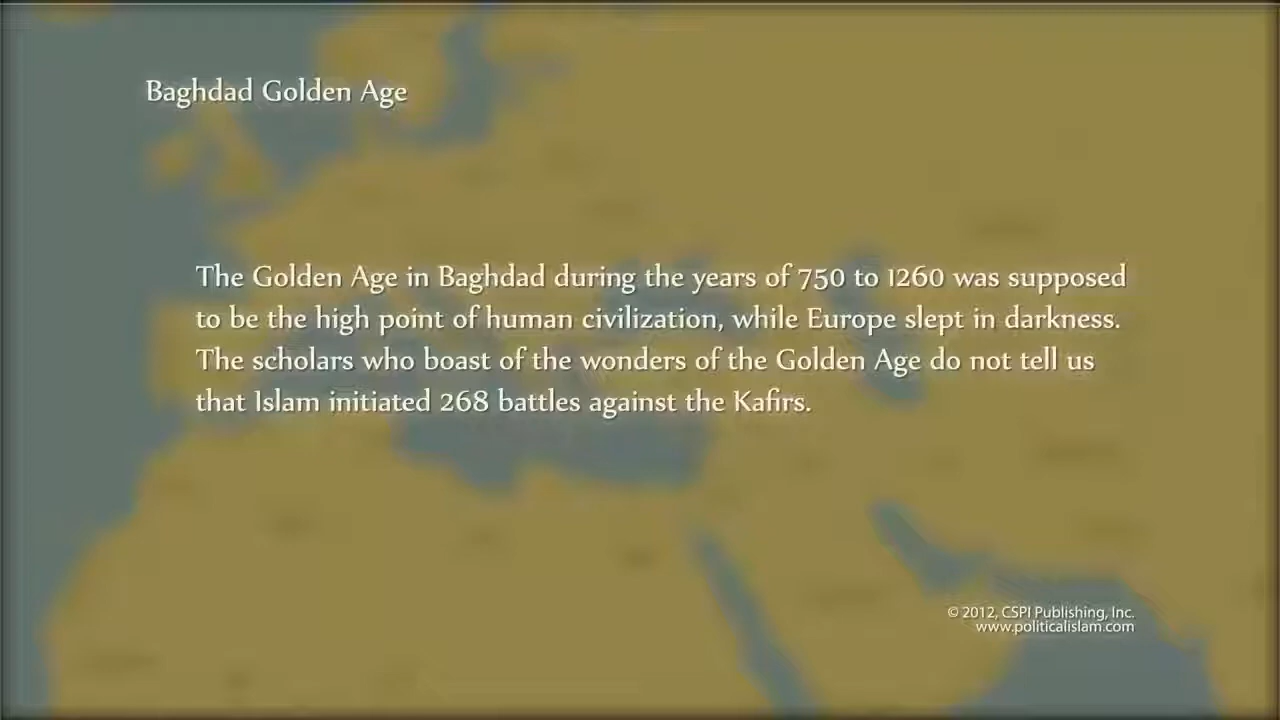 Baghdad Golden Age
The Golden Age in Baghdad during the years of 750 to 1260 was supposed
to be the high point of human civilization, while Europe slept in darkness.
The scholars who boast of the wonders of the Golden Age do not tell us
that Islam initiated 268 battles against the Kafirs.
© 2012, CSPI Publishing, Inc.
www.politicalislam.com